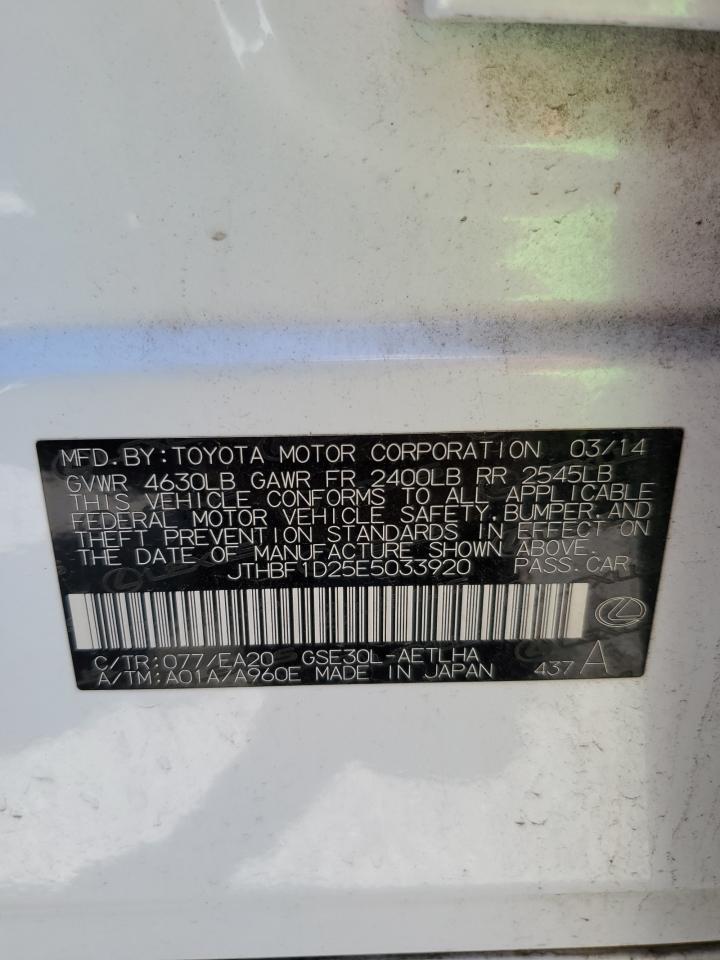 MFD.BY:TOYOTA MOTOR CORPORATION 03/14
GVWR 4630LB GAWR FR 2400LB RR 2545LB
THIS VEHICLE CONFORMS TO ALL APPLICABLE
FEDERAL MOTOR VEHICLE SAFETY,BUMPER,AND
THEFT PREVENTION STANDARDS IN EFFECT ON
THE DATE OF MANUFACTURE SHOWN ABOVE.
JTHBF1D25E5033920 PASS.CAR
C/TR:077/EA20 GSE30L-AETLHA
A/TM:A01A/A960E MADE IN JAPAN 437A